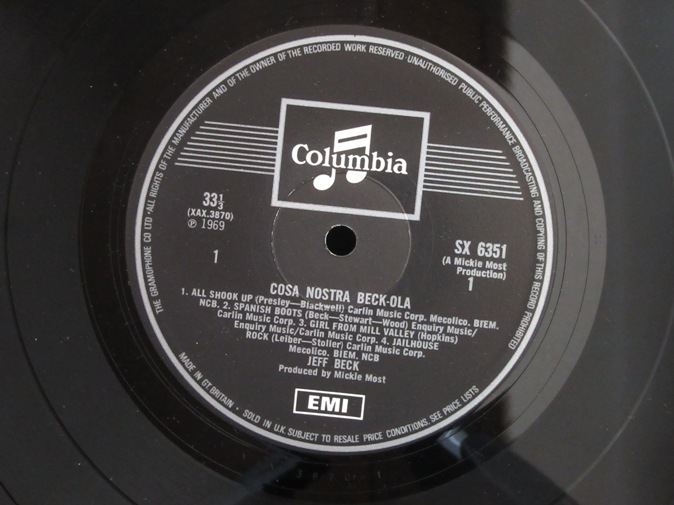 THE GRAMOPHONE CO LTD · ALL RIGHTS OF THE MANUFACTURER AND OF THE OWNER OF THE RECORDED WORK RESERVED · UNAUTHORISED PUBLIC PERFORMANCE BROADCASTING AND COPYING OF THIS RECORD PROHIBITED
Columbia
33⅓
(XAX.3870)
℗ 1969
1
SX 6351
(A Mickie Most
Production)
1
COSA NOSTRA BECK-OLA
1. ALL SHOOK UP (Presley—Blackwell) Carlin Music Corp. Mecolico. BIEM.
NCB. 2. SPANISH BOOTS (Beck—Stewart—Wood) Enquiry Music/
Carlin Music Corp. 3. GIRL FROM MILL VALLEY (Hopkins)
Enquiry Music/Carlin Music Corp. 4. JAILHOUSE
ROCK (Leiber—Stoller) Carlin Music Corp.
Mecolico. BIEM. NCB
JEFF BECK
Produced by Mickie Most
EMI
MADE IN GT BRITAIN · SOLD IN U.K. SUBJECT TO RESALE PRICE CONDITIONS. SEE PRICE LISTS